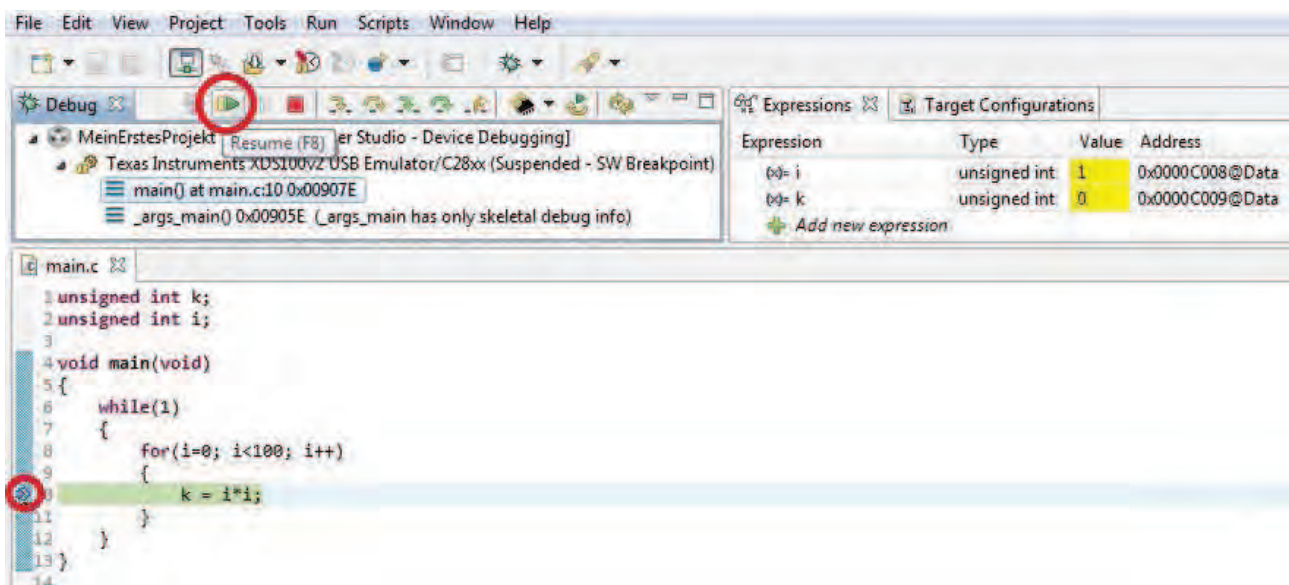 File Edit View Project Tools Run Scripts Window Help
Debug
MeinErstesProjekt er Studio - Device Debugging]
Resume (F8)
Texas Instruments XDS100v2 USB Emulator/C28xx (Suspended - SW Breakpoint)
main() at main.c:10 0x00907E
_args_main() 0x00905E (_args_main has only skeletal debug info)
Expressions Target Configurations
Expression Type Value Address
(x)= i unsigned int 1 0x0000C008@Data
(x)= k unsigned int 0 0x0000C009@Data
Add new expression
main.c
1 unsigned int k;
2 unsigned int i;
3
4 void main(void)
5 {
6 while(1)
7 {
8 for(i=0; i<100; i++)
9 {
k = i*i;
11 }
12 }
13 }
14